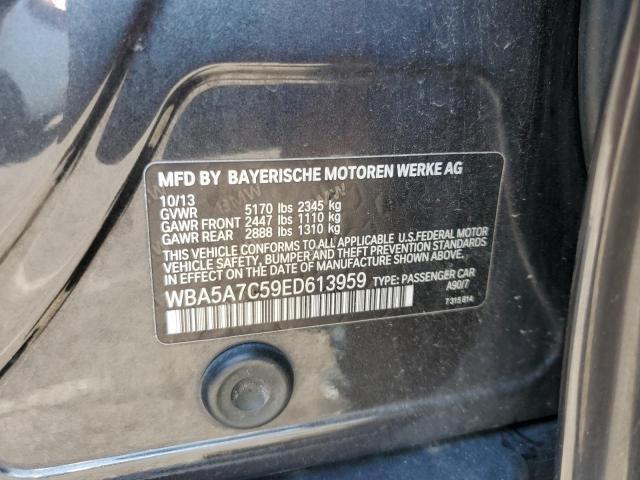 MFD BY BAYERISCHE MOTOREN WERKE AG
10/13
GVWR 5170 lbs 2345 kg
GAWR FRONT 2447 lbs 1110 kg
GAWR REAR 2888 lbs 1310 kg
THIS VEHICLE CONFORMS TO ALL APPLICABLE U.S.FEDERAL MOTOR
VEHICLE SAFETY, BUMPER AND THEFT PREVENTION STANDARDS
IN EFFECT ON THE DATE OF MANUFACTURE SHOWN ABOVE.
WBA5A7C59ED613959 TYPE: PASSENGER CAR
A90/7
7 315 814